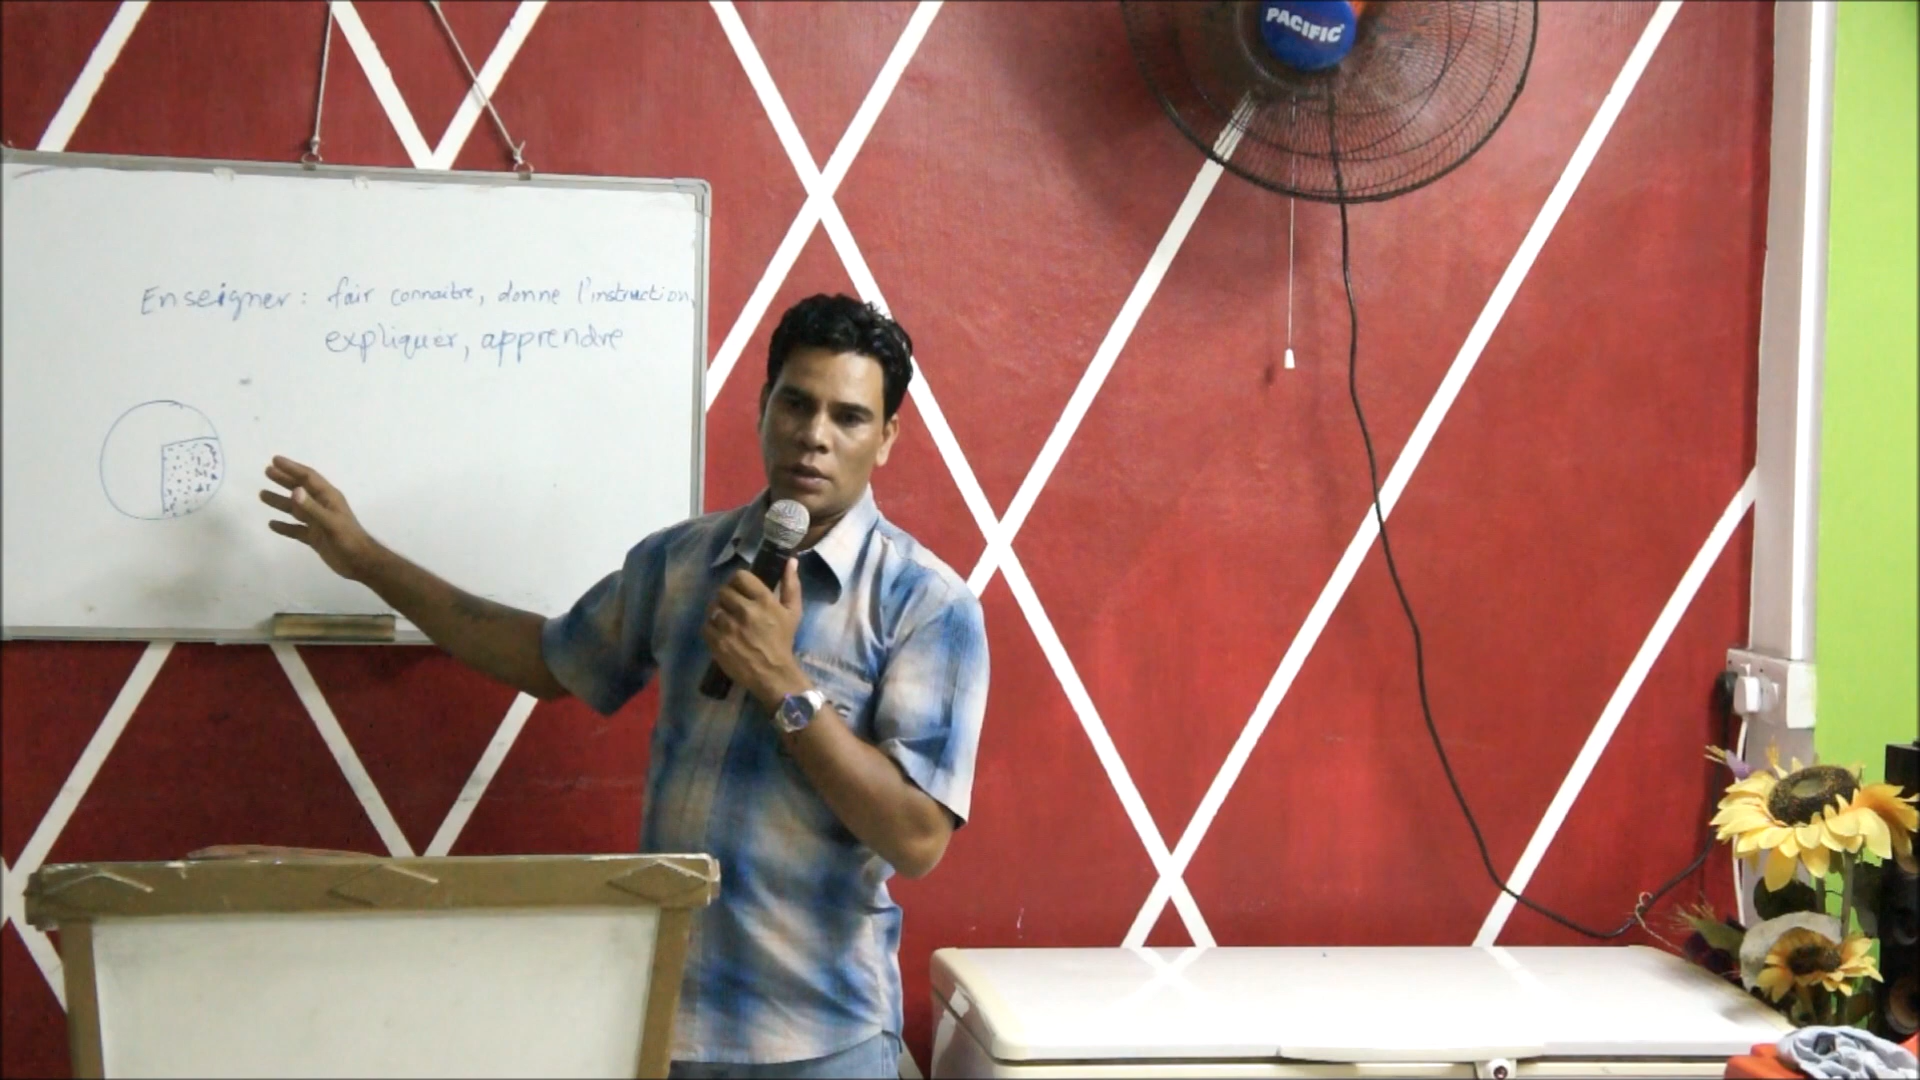 PACIFIC
Enseigner: fair connaitre, donne l'instruction,
expliquer, apprendre